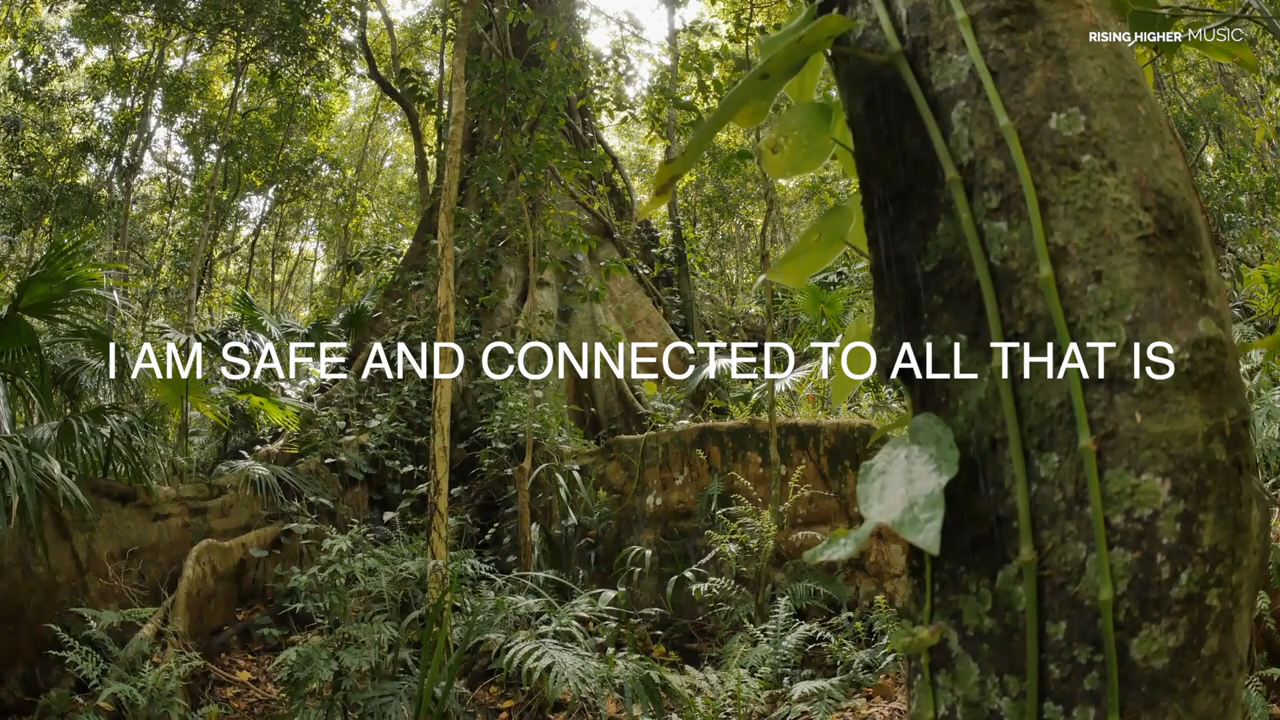 RISING HIGHER MUSIC
I AM SAFE AND CONNECTED TO ALL THAT IS